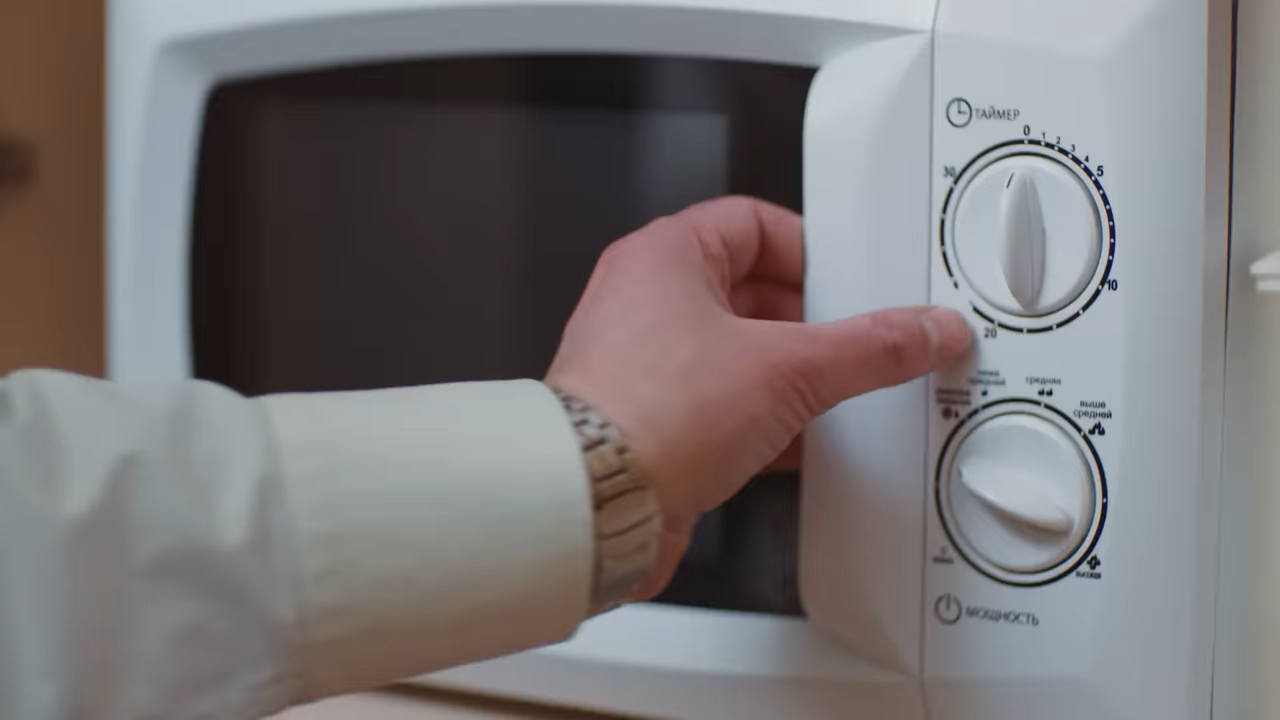 ТАЙМЕР
0 1 2 3 4 5
30
10
20
средняя
выше
средней
МОЩНОСТЬ